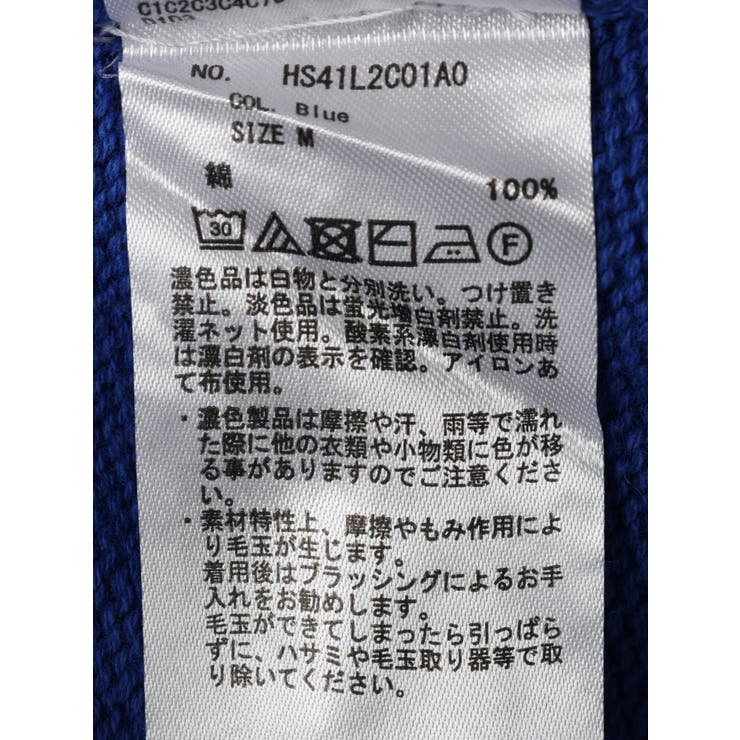 NO. HS41L2C01A0
COL. Blue
SIZE M
綿 100%
30 F
濃色品は白物と分別洗い。つけ置き
禁止。淡色品は蛍光増白剤禁止。洗
濯ネット使用。酸素系漂白剤使用時
は漂白剤の表示を確認。アイロンあ
て布使用。
・濃色製品は摩擦や汗、雨等で濡れ
た際に他の衣類や小物類に色が移
る事がありますのでご注意くださ
い。
・素材特性上、摩擦やもみ作用によ
り毛玉が生じます。
着用後はブラッシングによるお手
入れをお勧めします。
毛玉ができてしまったら引っぱら
ずに、ハサミや毛玉取り器等で取
り除いてください。